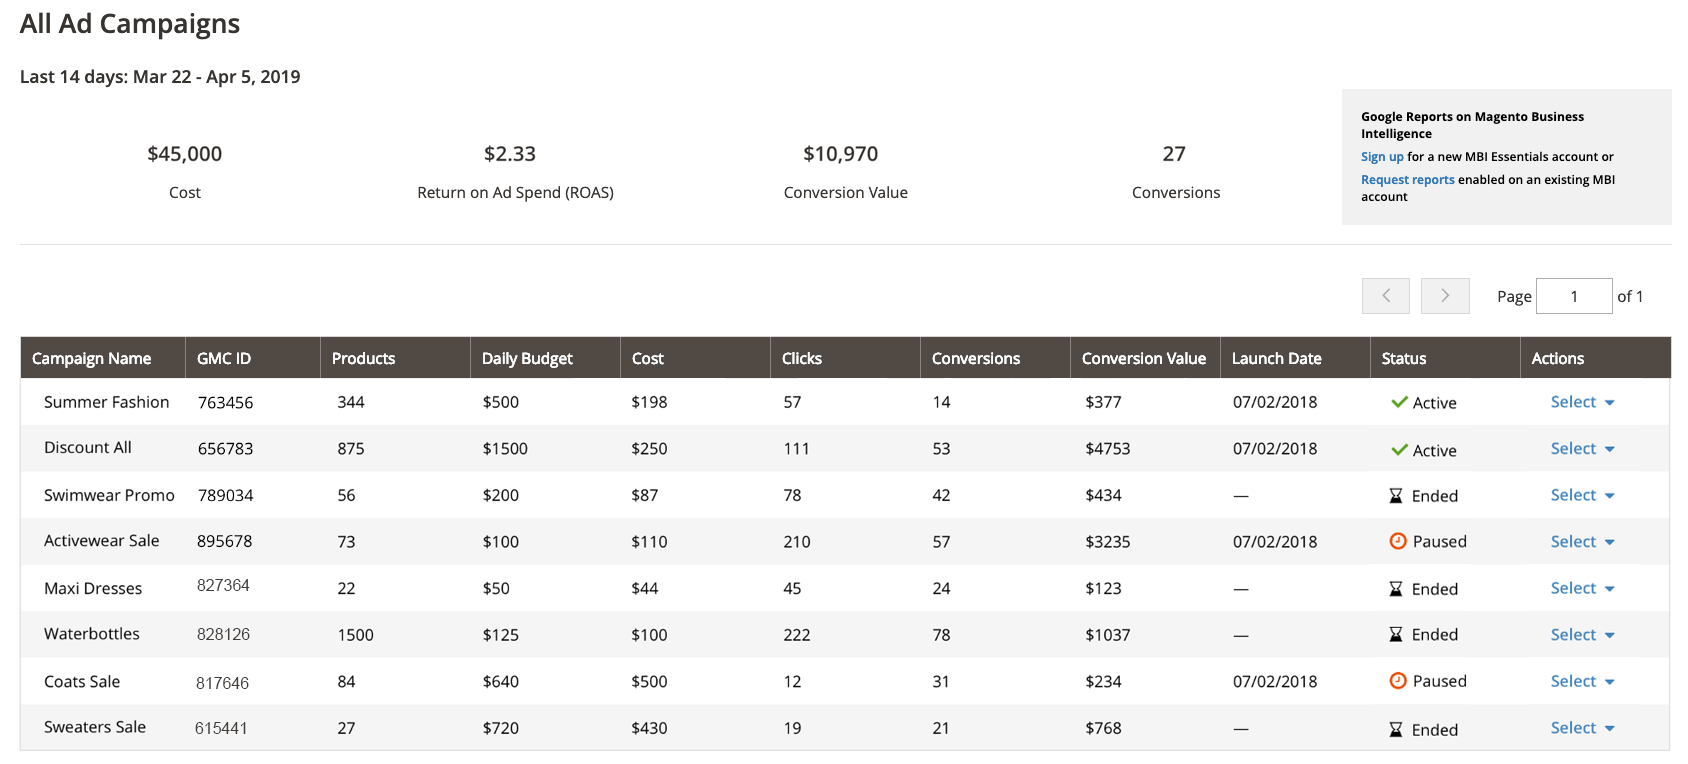 All Ad Campaigns
Last 14 days: Mar 22 - Apr 5, 2019
$45,000 $2.33 $10,970 27
Cost Return on Ad Spend (ROAS) Conversion Value Conversions
Google Reports on Magento Business
Intelligence
Sign up for a new MBI Essentials account or
Request reports enabled on an existing MBI
account
Page 1 of 1
Campaign Name GMC ID Products Daily Budget Cost Clicks Conversions Conversion Value Launch Date Status Actions
Summer Fashion 763456 344 $500 $198 57 14 $377 07/02/2018 Active Select
Discount All 656783 875 $1500 $250 111 53 $4753 07/02/2018 Active Select
Swimwear Promo 789034 56 $200 $87 78 42 $434 — Ended Select
Activewear Sale 895678 73 $100 $110 210 57 $3235 07/02/2018 Paused Select
Maxi Dresses 827364 22 $50 $44 45 24 $123 — Ended Select
Waterbottles 828126 1500 $125 $100 222 78 $1037 — Ended Select
Coats Sale 817646 84 $640 $500 12 31 $234 07/02/2018 Paused Select
Sweaters Sale 615441 27 $720 $430 19 21 $768 — Ended Select